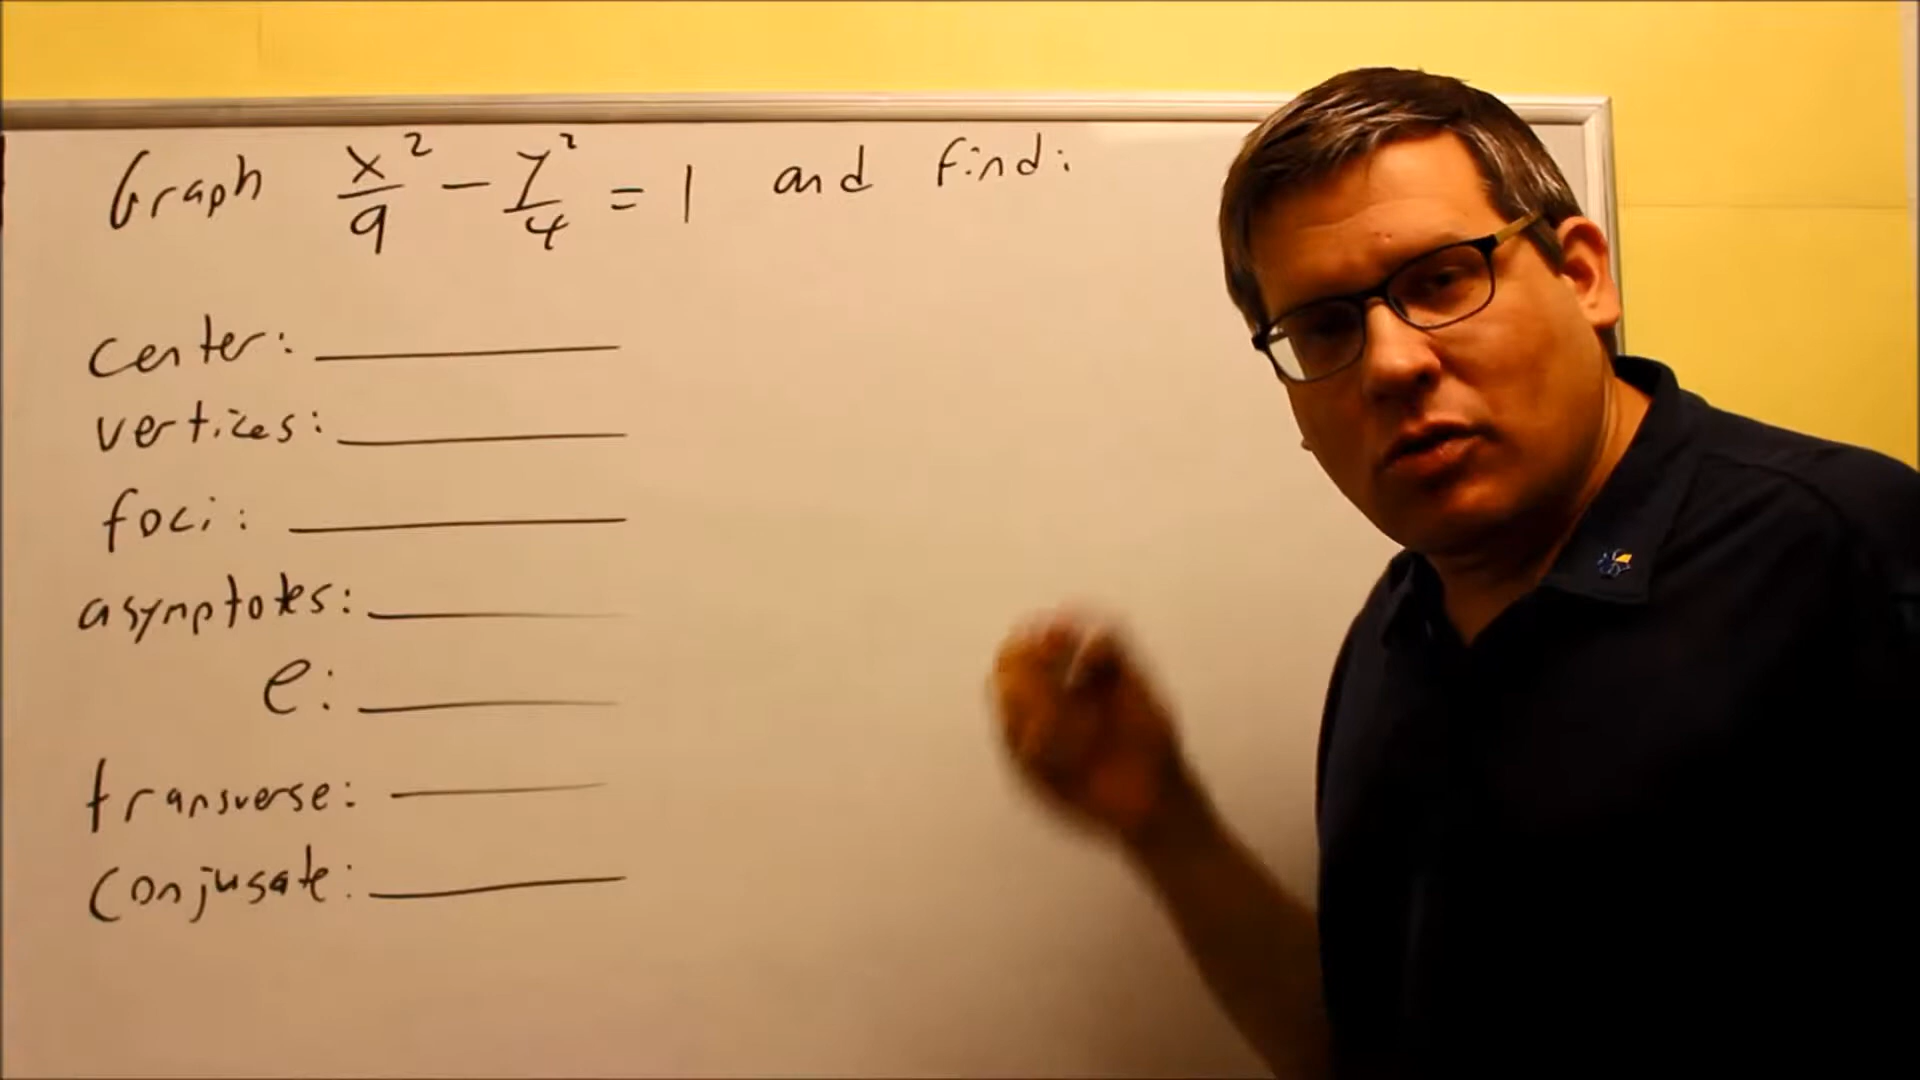 Graph x²/9 - y²/4 = 1 and find:
center:
vertices:
foci:
asymptotes:
e:
transverse:
conjugate: